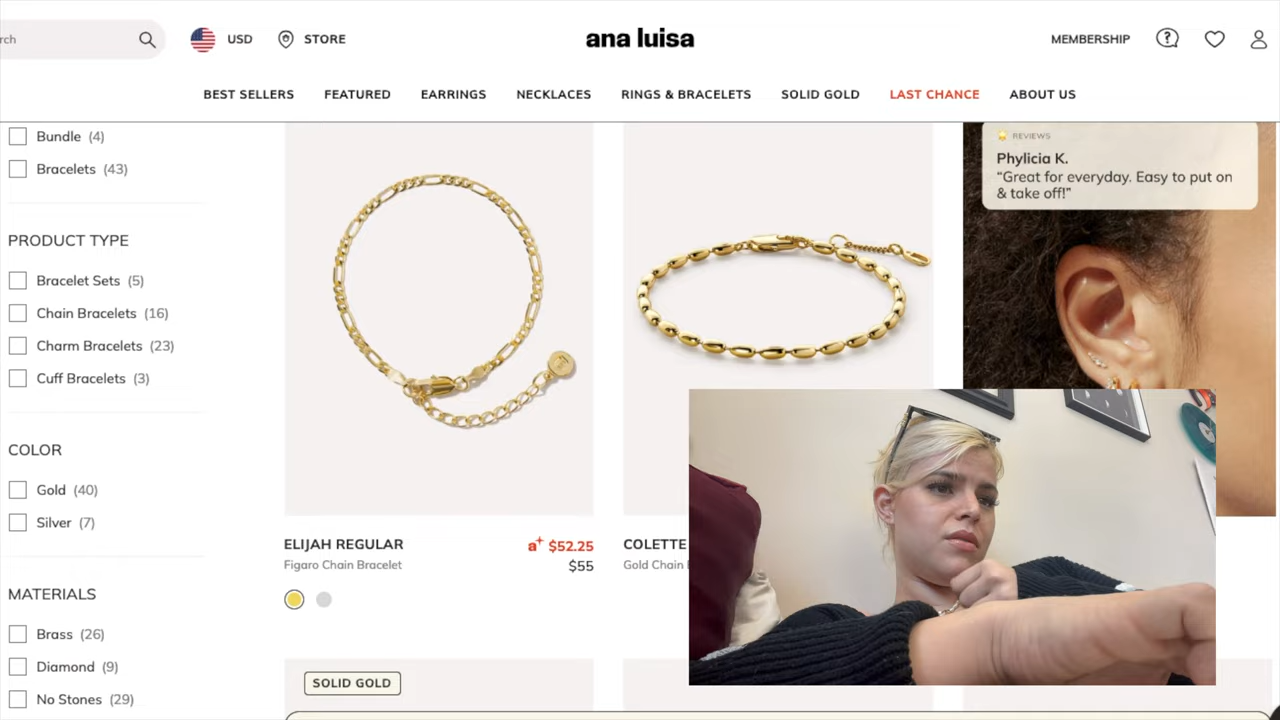 rch
USD
STORE
ana luisa
MEMBERSHIP
BEST SELLERS
FEATURED
EARRINGS
NECKLACES
RINGS & BRACELETS
SOLID GOLD
LAST CHANCE
ABOUT US
Bundle (4)
Bracelets (43)
PRODUCT TYPE
Bracelet Sets (5)
Chain Bracelets (16)
Charm Bracelets (23)
Cuff Bracelets (3)
COLOR
Gold (40)
Silver (7)
MATERIALS
Brass (26)
Diamond (9)
No Stones (29)
ELIJAH REGULAR
a+ $52.25
Figaro Chain Bracelet
$55
SOLID GOLD
COLETTE
Gold Chain
REVIEWS
Phylicia K.
“Great for everyday. Easy to put on
& take off!”